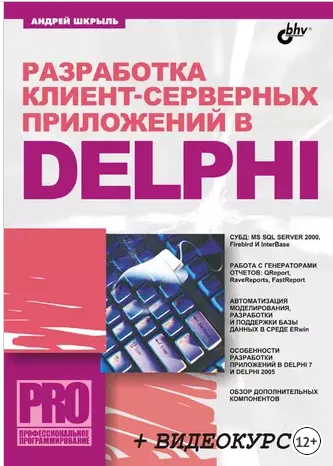 АНДРЕЙ ШКРЫЛЬ
bhv
РАЗРАБОТКА
КЛИЕНТ-СЕРВЕРНЫХ
ПРИЛОЖЕНИЙ В
DELPHI
СУБД: MS SQL SERVER 2000,
Firebird И InterBase
РАБОТА С ГЕНЕРАТОРАМИ
ОТЧЕТОВ: QReport,
RaveReports, FastReport
АВТОМАТИЗАЦИЯ
МОДЕЛИРОВАНИЯ,
РАЗРАБОТКИ
И ПОДДЕРЖКИ БАЗЫ
ДАННЫХ В СРЕДЕ ERwin
ОСОБЕННОСТИ
РАЗРАБОТКИ
ПРИЛОЖЕНИЙ В DELPHI 7
И DELPHI 2005
ОБЗОР ДОПОЛНИТЕЛЬНЫХ
КОМПОНЕНТОВ
PRO
ПРОФЕССИОНАЛЬНОЕ
ПРОГРАММИРОВАНИЕ
+ ВИДЕОКУРС
12+